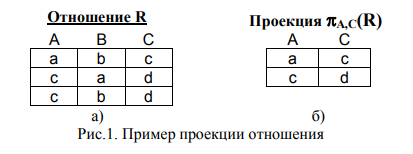 Отношение R Проекция πA,C(R)
A B C A C
a b c a c
c a d c d
c b d
а) б)
Рис.1. Пример проекции отношения